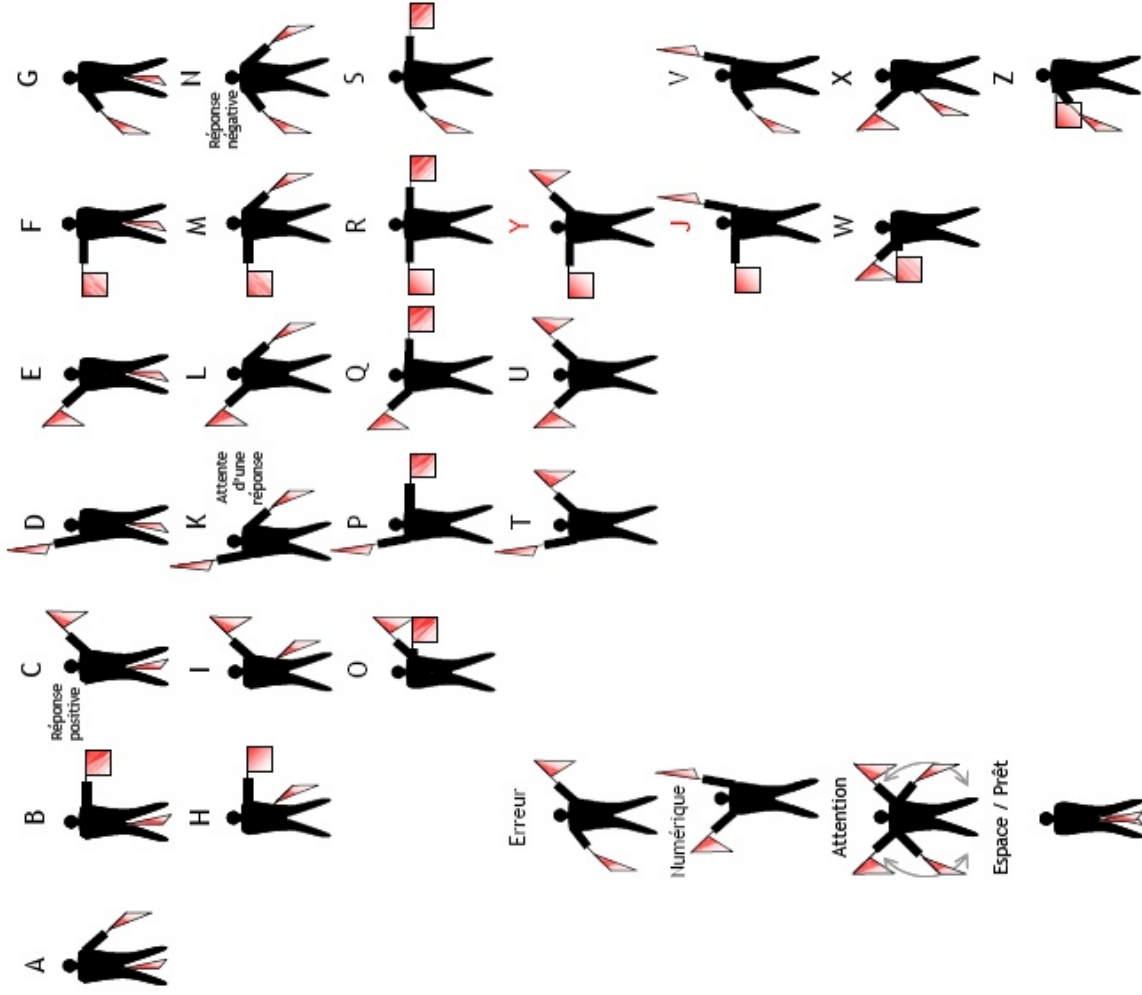 A B C D E F G
Réponse
positive
H I K L M N
Attente
d'une
réponse
Réponse
négative
O P Q R S
Erreur T U Y
Numérique J V
Attention W X
Espace / Prêt Z